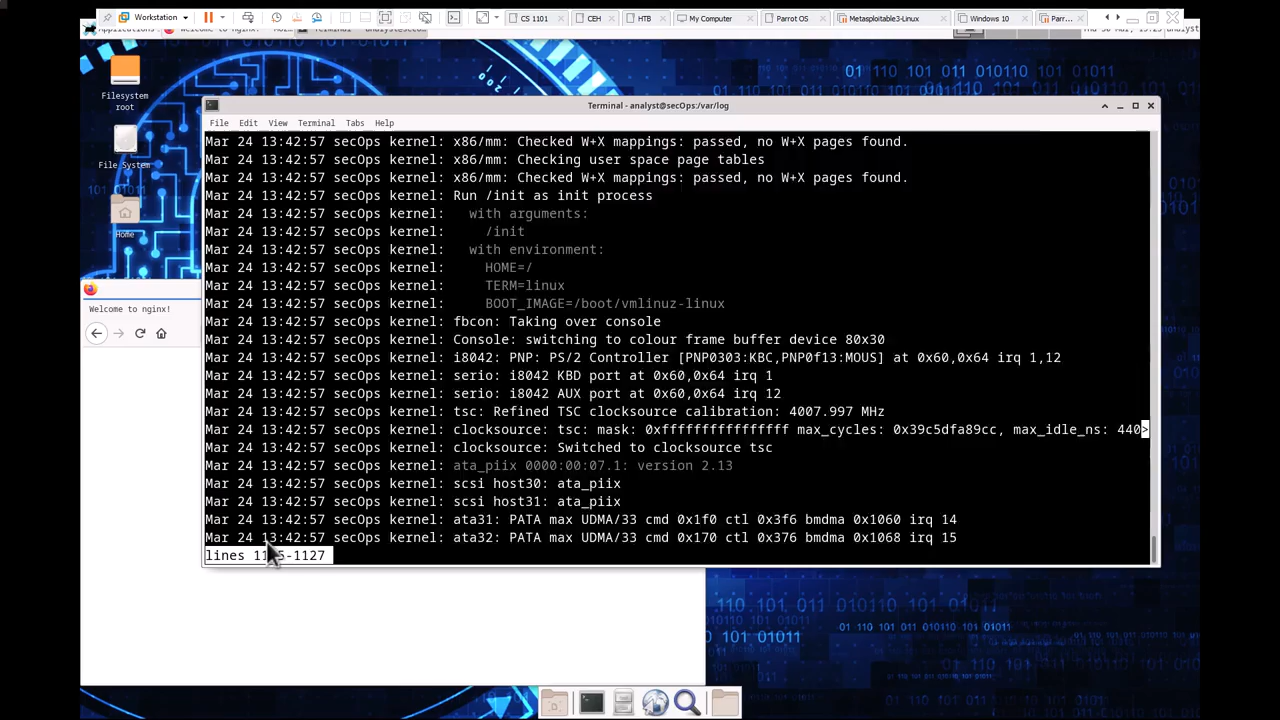 Workstation
CS 1101
CEH
HTB
My Computer
Parrot OS
Metasploitable3-Linux
Windows 10
Parr...
Filesystem
root
File System
Home
Welcome to nginx!
Terminal - analyst@secOps:/var/log
File Edit View Terminal Tabs Help
Mar 24 13:42:57 secOps kernel: x86/mm: Checked W+X mappings: passed, no W+X pages found.
Mar 24 13:42:57 secOps kernel: x86/mm: Checking user space page tables
Mar 24 13:42:57 secOps kernel: x86/mm: Checked W+X mappings: passed, no W+X pages found.
Mar 24 13:42:57 secOps kernel: Run /init as init process
Mar 24 13:42:57 secOps kernel: with arguments:
Mar 24 13:42:57 secOps kernel: /init
Mar 24 13:42:57 secOps kernel: with environment:
Mar 24 13:42:57 secOps kernel: HOME=/
Mar 24 13:42:57 secOps kernel: TERM=linux
Mar 24 13:42:57 secOps kernel: BOOT_IMAGE=/boot/vmlinuz-linux
Mar 24 13:42:57 secOps kernel: fbcon: Taking over console
Mar 24 13:42:57 secOps kernel: Console: switching to colour frame buffer device 80x30
Mar 24 13:42:57 secOps kernel: i8042: PNP: PS/2 Controller [PNP0303:KBC,PNP0f13:MOUS] at 0x60,0x64 irq 1,12
Mar 24 13:42:57 secOps kernel: serio: i8042 KBD port at 0x60,0x64 irq 1
Mar 24 13:42:57 secOps kernel: serio: i8042 AUX port at 0x60,0x64 irq 12
Mar 24 13:42:57 secOps kernel: tsc: Refined TSC clocksource calibration: 4007.997 MHz
Mar 24 13:42:57 secOps kernel: clocksource: tsc: mask: 0xffffffffffffffff max_cycles: 0x39c5dfa89cc, max_idle_ns: 440>
Mar 24 13:42:57 secOps kernel: clocksource: Switched to clocksource tsc
Mar 24 13:42:57 secOps kernel: ata_piix 0000:00:07.1: version 2.13
Mar 24 13:42:57 secOps kernel: scsi host30: ata_piix
Mar 24 13:42:57 secOps kernel: scsi host31: ata_piix
Mar 24 13:42:57 secOps kernel: ata31: PATA max UDMA/33 cmd 0x1f0 ctl 0x3f6 bmdma 0x1060 irq 14
Mar 24 13:42:57 secOps kernel: ata32: PATA max UDMA/33 cmd 0x170 ctl 0x376 bmdma 0x1068 irq 15
lines